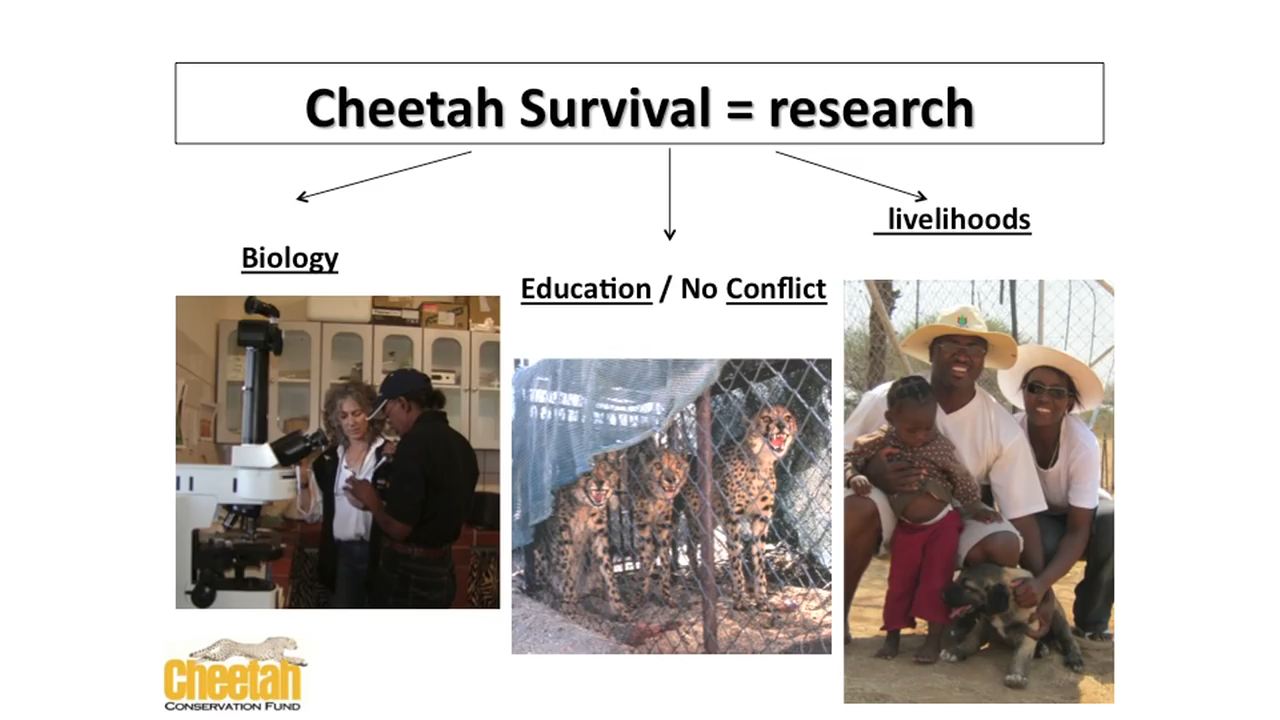 Cheetah Survival = research
livelihoods
Biology
Education / No Conflict
Cheetah
CONSERVATION FUND